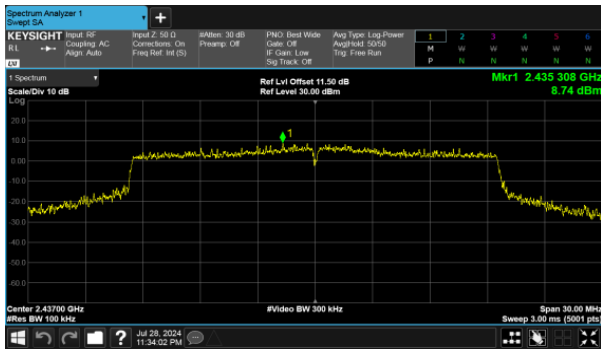 Spectrum Analyzer 1
Swept SA
+
KEYSIGHT
RL
Input: RF
Coupling: AC
Align: Auto
Input Z: 50 Ω
Corrections: On
Freq Ref: Int (S)
#Atten: 30 dB
Preamp: Off
PNO: Best Wide
Gate: Off
IF Gain: Low
Sig Track: Off
Avg Type: Log-Power
Avg|Hold: 50/50
Trig: Free Run
1 2 3 4 5 6
M W W W W W
P N N N N N
1 Spectrum
Scale/Div 10 dB
Ref Lvl Offset 11.50 dB
Ref Level 30.00 dBm
Mkr1 2.435 308 GHz
8.74 dBm
Log
20.0
10.0
0.00
-10.0
-20.0
-30.0
-40.0
-50.0
-60.0
1
Center 2.43700 GHz
#Res BW 100 kHz
#Video BW 300 kHz
Span 30.00 MHz
Sweep 3.00 ms (5001 pts)
?
Jul 28, 2024
11:34:02 PM